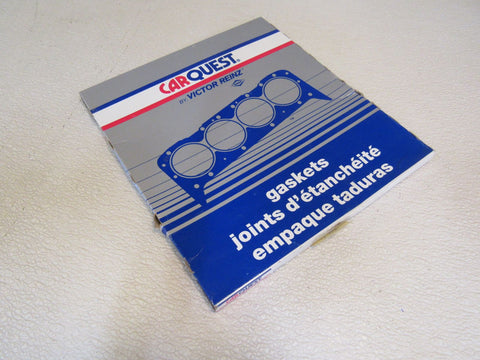 CARQUEST®
BY VICTOR REINZ
gaskets
joints d'étanchéité
empaque taduras